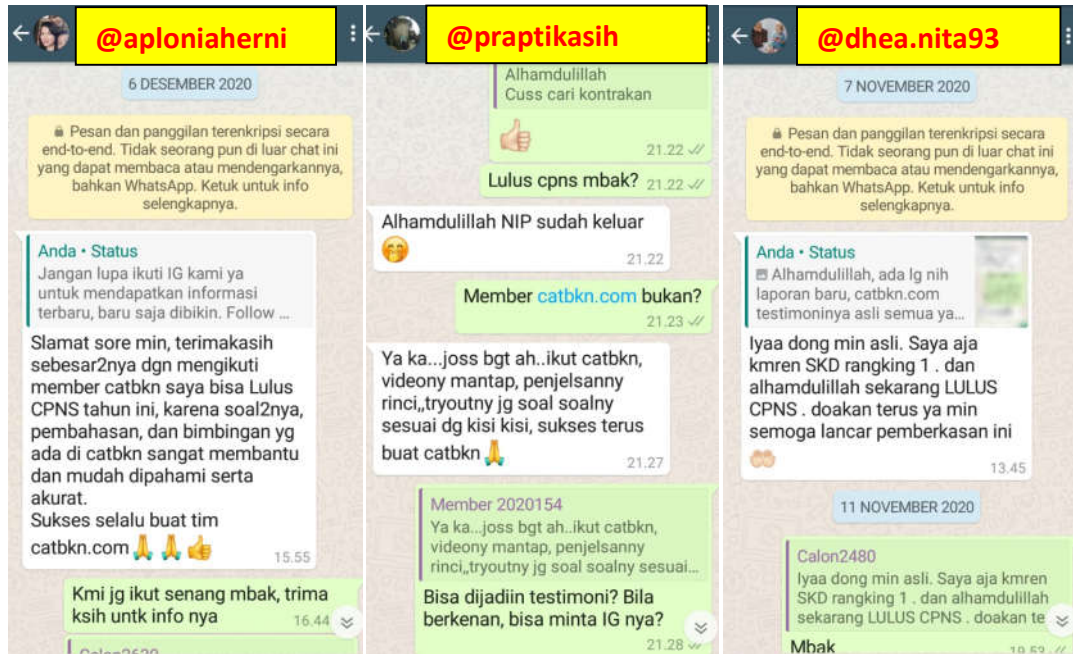 @aploniaherni
6 DESEMBER 2020
Pesan dan panggilan terenkripsi secara
end-to-end. Tidak seorang pun di luar chat ini
yang dapat membaca atau mendengarkannya,
bahkan WhatsApp. Ketuk untuk info
selengkapnya.
Anda • Status
Jangan lupa ikuti IG kami ya
untuk mendapatkan informasi
terbaru, baru saja dibikin. Follow ...
Slamat sore min, terimakasih
sebesar2nya dgn mengikuti
member catbkn saya bisa Lulus
CPNS tahun ini, karena soal2nya,
pembahasan, dan bimbingan yg
ada di catbkn sangat membantu
dan mudah dipahami serta
akurat.
Sukses selalu buat tim
catbkn.com🙏🙏👍
15.55
Kmi jg ikut senang mbak, trima
ksih untk info nya
16.44
@praptikasih
Alhamdulillah
Cuss cari kontrakan
👍
21.22
Lulus cpns mbak? 21.22
Alhamdulillah NIP sudah keluar
🤭
21.22
Member catbkn.com bukan?
21.23
Ya ka...joss bgt ah..ikut catbkn,
videony mantap, penjelsanny
rinci,,tryoutny jg soal soalny
sesuai dg kisi kisi, sukses terus
buat catbkn🙏
21.27
Member 2020154
Ya ka...joss bgt ah..ikut catbkn,
videony mantap, penjelsanny
rinci,,tryoutny jg soal soalny sesuai...
Bisa dijadiin testimoni? Bila
berkenan, bisa minta IG nya?
21.28
@dhea.nita93
7 NOVEMBER 2020
Pesan dan panggilan terenkripsi secara
end-to-end. Tidak seorang pun di luar chat ini
yang dapat membaca atau mendengarkannya,
bahkan WhatsApp. Ketuk untuk info
selengkapnya.
Anda • Status
Alhamdulillah, ada lg nih
laporan baru, catbkn.com
testimoninya asli semua ya...
Iyaa dong min asli. Saya aja
kmren SKD rangking 1 . dan
alhamdulillah sekarang LULUS
CPNS . doakan terus ya min
semoga lancar pemberkasan ini
🤲
13.45
11 NOVEMBER 2020
Calon2480
Iyaa dong min asli. Saya aja kmren
SKD rangking 1 . dan alhamdulillah
sekarang LULUS CPNS . doakan te
Mbak
19.53